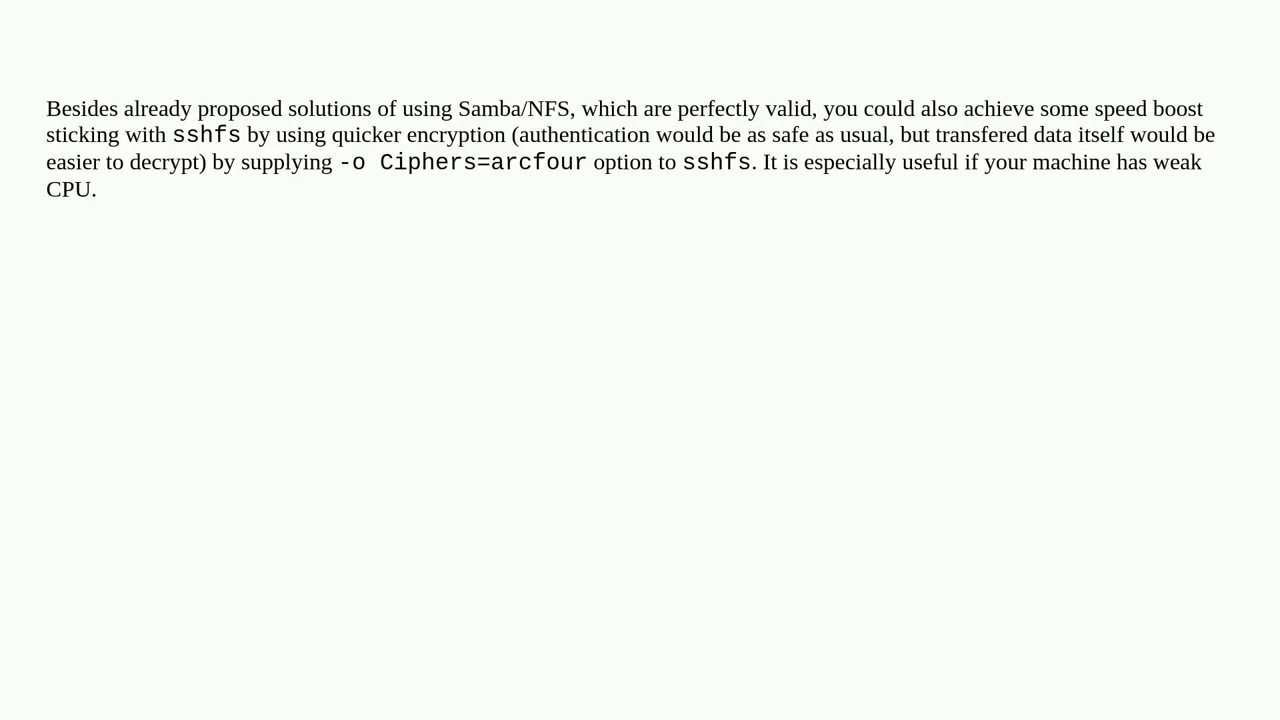 Besides already proposed solutions of using Samba/NFS, which are perfectly valid, you could also achieve some speed boost
sticking with sshfs by using quicker encryption (authentication would be as safe as usual, but transfered data itself would be
easier to decrypt) by supplying -o Ciphers=arcfour option to sshfs. It is especially useful if your machine has weak
CPU.